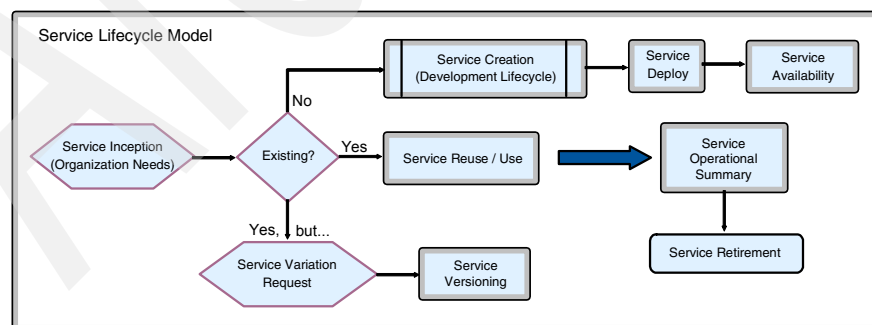 Service Lifecycle Model
Service Creation
(Development Lifecycle)
Service
Deploy
Service
Availability
No
Service Inception
(Organization Needs)
Existing?
Yes
Service Reuse / Use
Service
Operational
Summary
Yes, but...
Service Variation
Request
Service
Versioning
Service Retirement